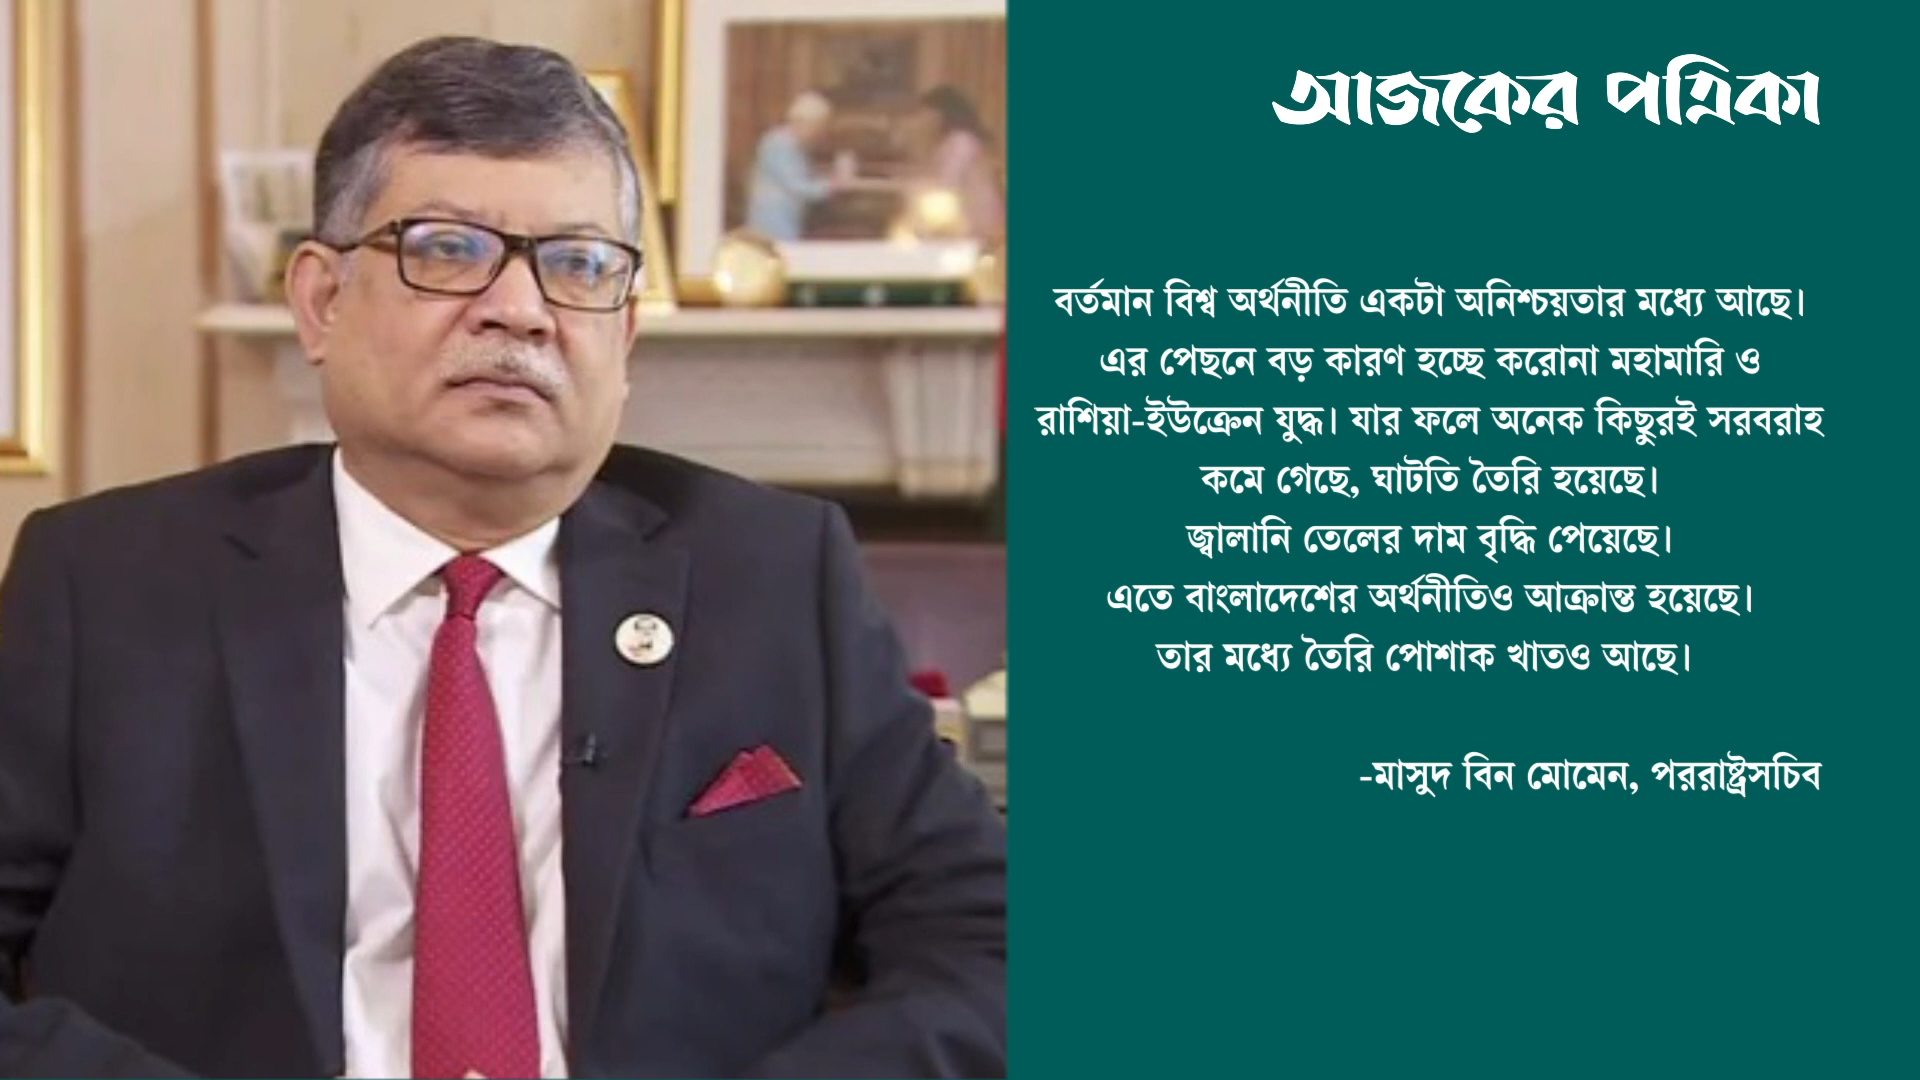 আজকের পত্রিকা
বর্তমান বিশ্ব অর্থনীতি একটা অনিশ্চয়তার মধ্যে আছে।
এর পেছনে বড় কারণ হচ্ছে করোনা মহামারি ও
রাশিয়া-ইউক্রেন যুদ্ধ। যার ফলে অনেক কিছুরই সরবরাহ
কমে গেছে, ঘাটতি তৈরি হয়েছে।
জ্বালানি তেলের দাম বৃদ্ধি পেয়েছে।
এতে বাংলাদেশের অর্থনীতিও আক্রান্ত হয়েছে।
তার মধ্যে তৈরি পোশাক খাতও আছে।
-মাসুদ বিন মোমেন, পররাষ্ট্রসচিব